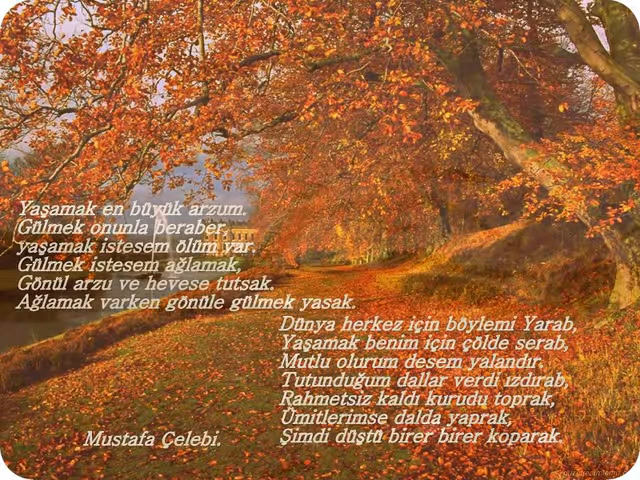 Yaşamak en büyük arzum.
Gülmek onunla beraber,
yaşamak istesem ölüm var.
Gülmek istesem ağlamak,
Gönül arzu ve hevese tutsak.
Ağlamak varken gönüle gülmek yasak.
Dünya herkez için böylemi Yarab,
Yaşamak benim için çölde serab,
Mutlu olurum desem yalandır.
Tutunduğum dallar verdi ızdırab,
Rahmetsiz kaldı kurudu toprak,
Ümitlerimse dalda yaprak,
Şimdi düştü birer birer koparak.
Mustafa Çelebi.